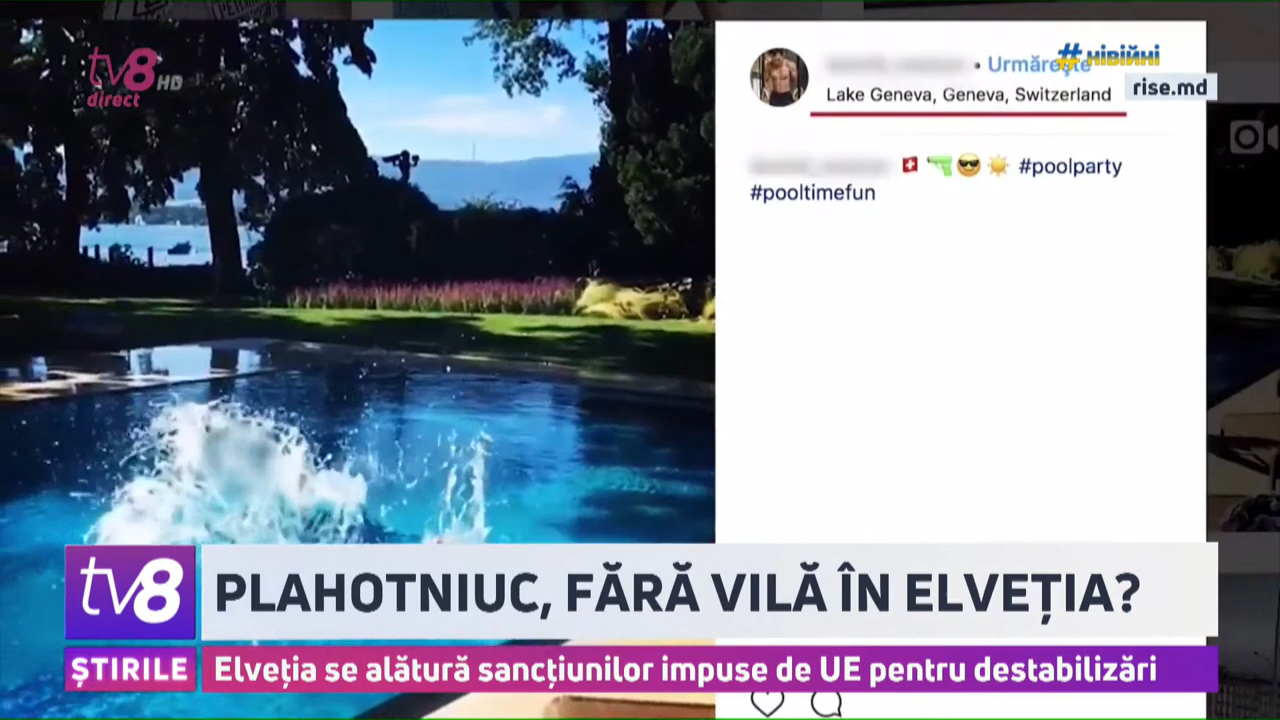 tv8 HD
direct
#нівійні
• Urmărește
rise.md
Lake Geneva, Geneva, Switzerland
#poolparty
#pooltimefun
tv8
PLAHOTNIUC, FĂRĂ VILĂ ÎN ELVEȚIA?
ȘTIRILE
Elveția se alătură sancțiunilor impuse de UE pentru destabilizări